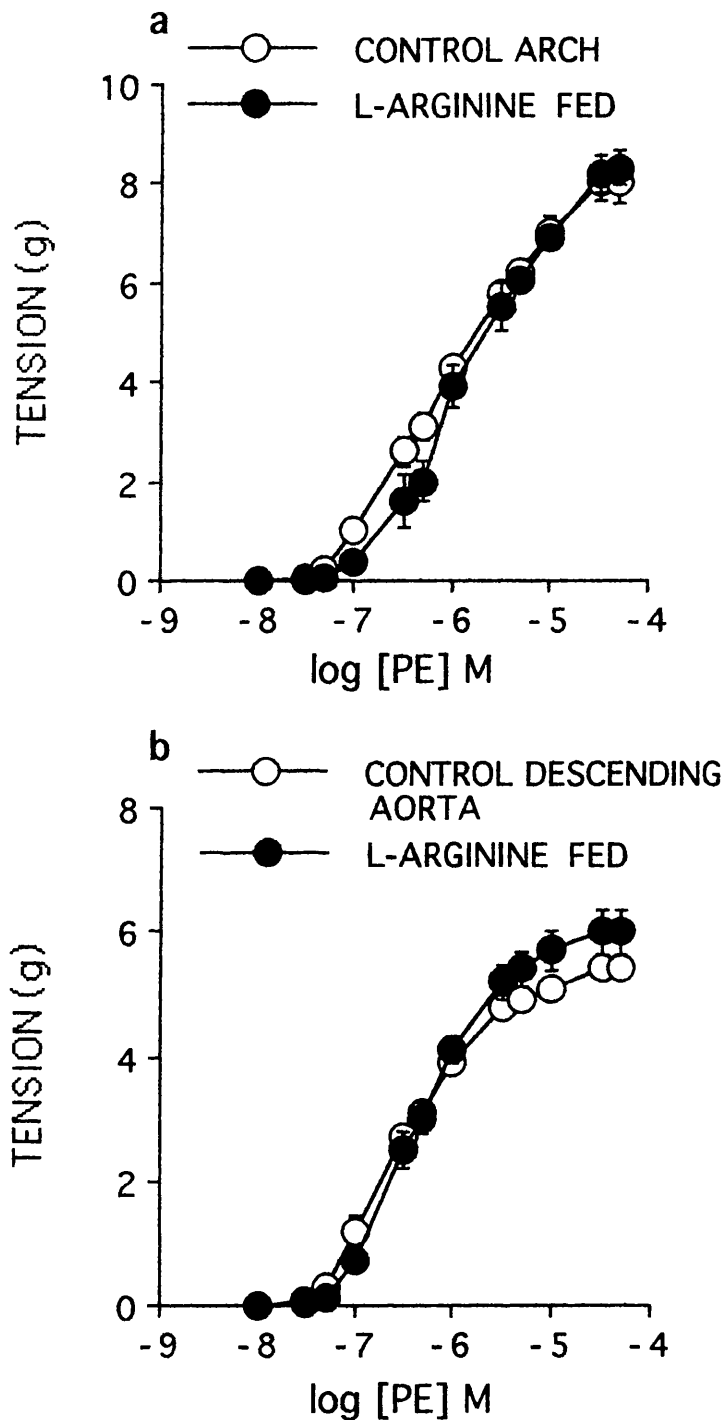 a
CONTROL ARCH
L-ARGININE FED
10
8
6
4
2
0
TENSION (g)
-9 -8 -7 -6 -5 -4
log [PE] M
b
CONTROL DESCENDING
AORTA
L-ARGININE FED
8
6
4
2
0
TENSION (g)
-9 -8 -7 -6 -5 -4
log [PE] M